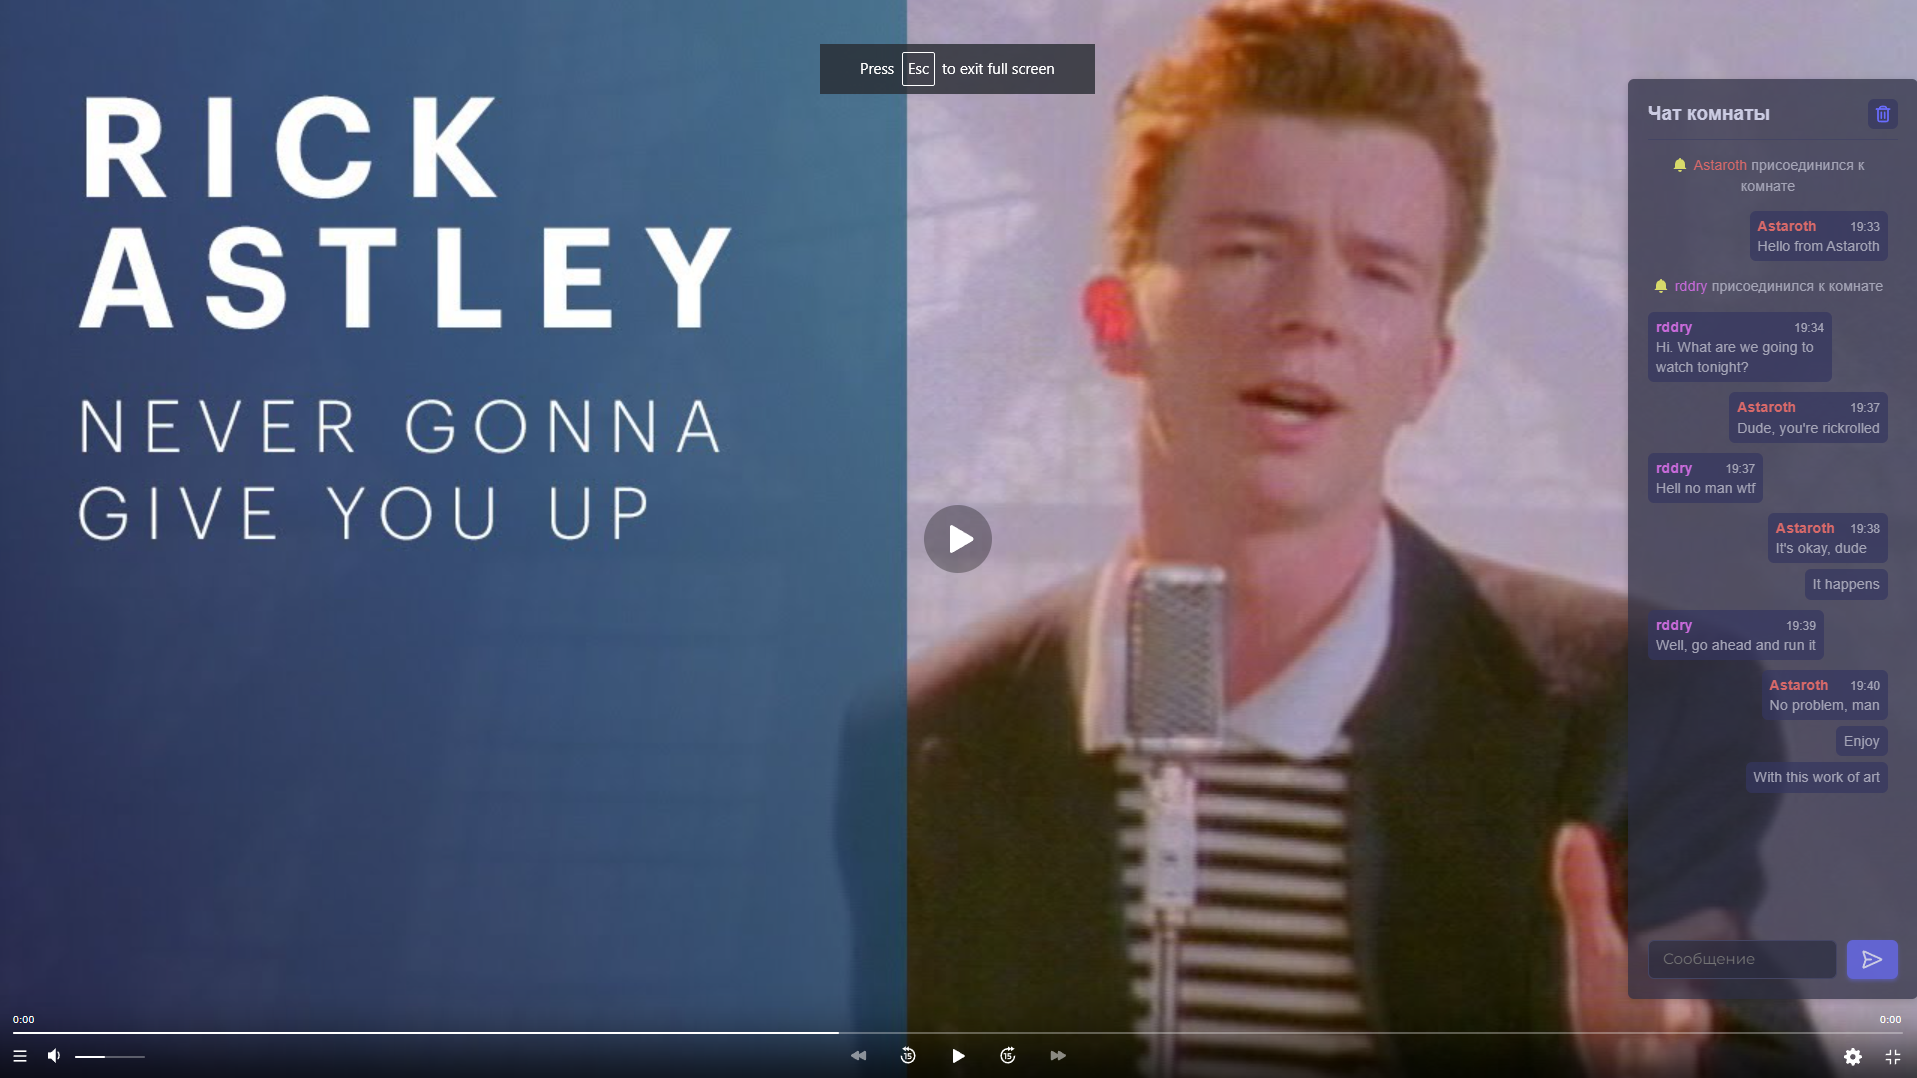 RICK
ASTLEY
NEVER GONNA
GIVE YOU UP
Press Esc to exit full screen
Чат комнаты
Astaroth присоединился к
комнате
Astaroth 19:33
Hello from Astaroth
rddry присоединился к комнате
rddry 19:34
Hi. What are we going to
watch tonight?
Astaroth 19:37
Dude, you're rickrolled
rddry 19:37
Hell no man wtf
Astaroth 19:38
It's okay, dude
It happens
rddry 19:39
Well, go ahead and run it
Astaroth 19:40
No problem, man
Enjoy
With this work of art
Сообщение
0:00
0:00
15
15